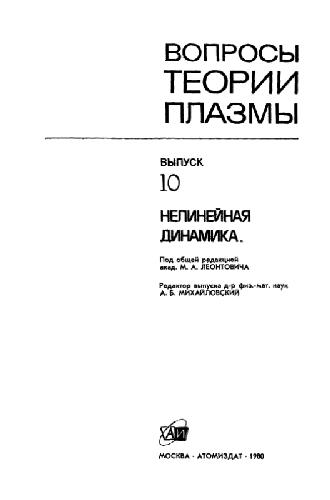 ВОПРОСЫ
ТЕОРИИ
ПЛАЗМЫ
ВЫПУСК
10
НЕЛИНЕЙНАЯ
ДИНАМИКА.
Под общей редакцией
акад. М. А. ЛЕОНТОВИЧА
Редактор выпуска д-р физ.-мат. наук
А. Б. МИХАЙЛОВСКИЙ
АИ
МОСКВА · АТОМИЗДАТ · 1980